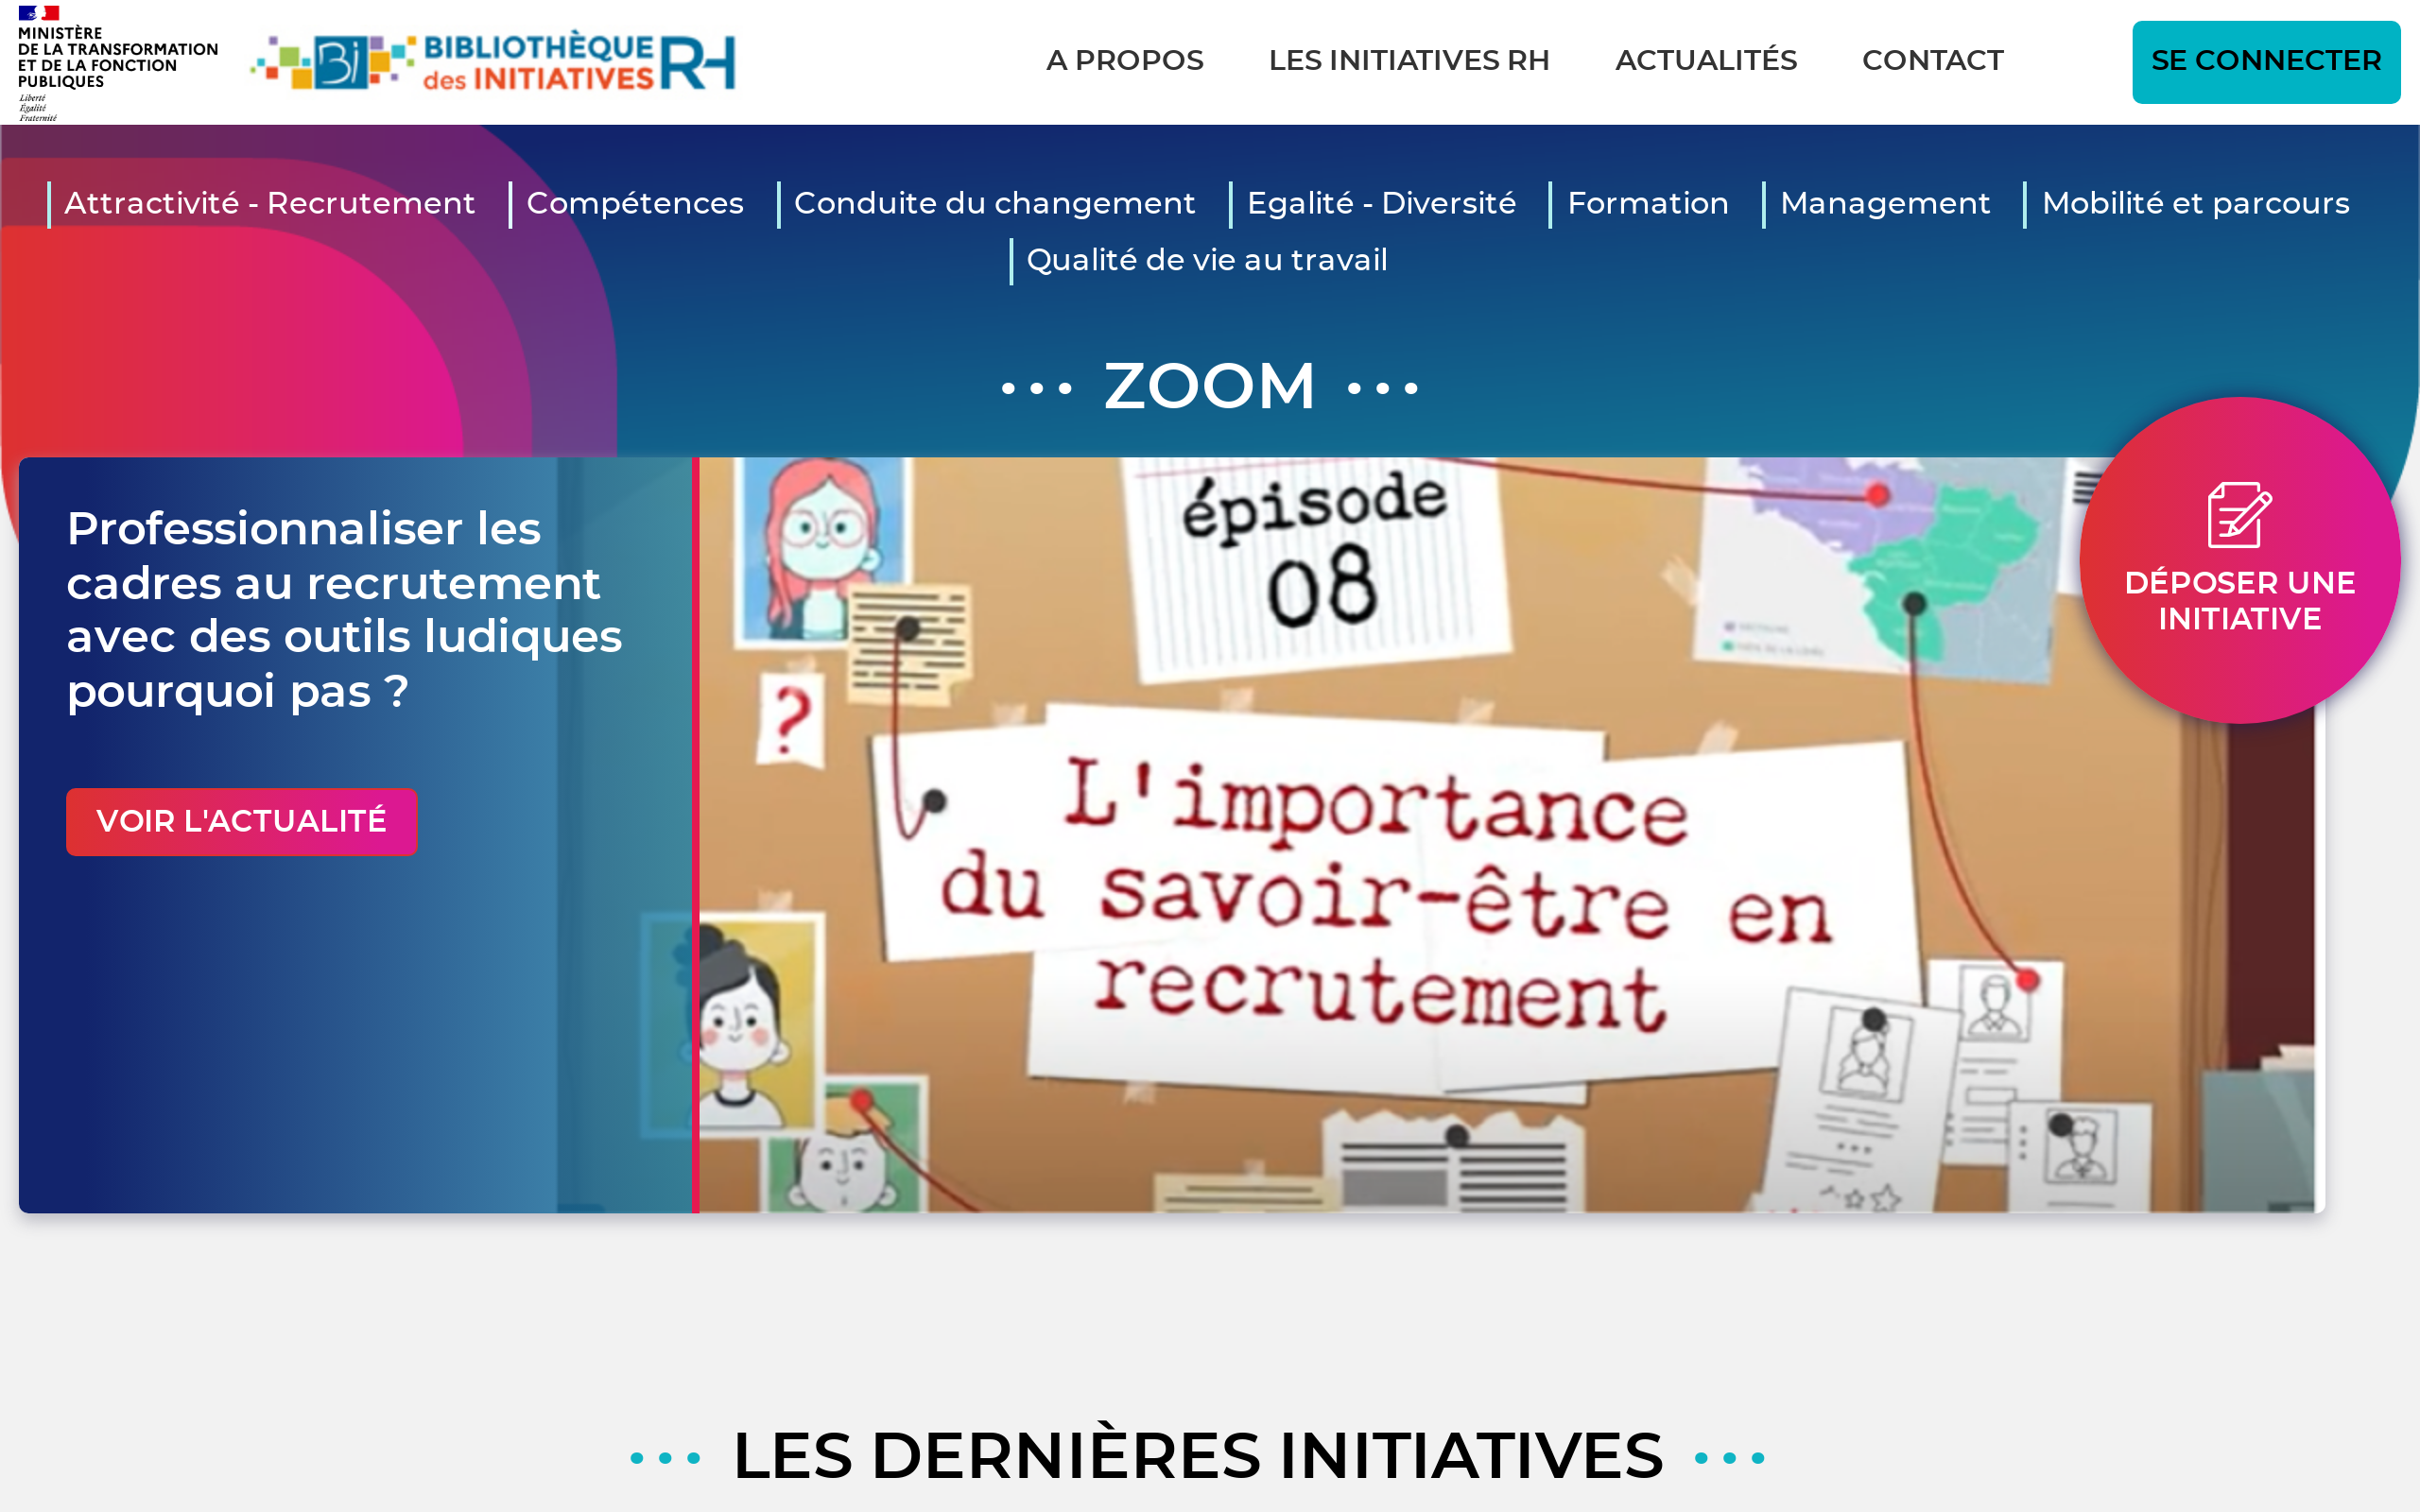 MINISTÈRE
DE LA TRANSFORMATION
ET DE LA FONCTION
PUBLIQUES
Liberté
Égalité
Fraternité
Bi BIBLIOTHÈQUE
des INITIATIVES RH
A PROPOS LES INITIATIVES RH ACTUALITÉS CONTACT SE CONNECTER
Attractivité - Recrutement Compétences Conduite du changement Egalité - Diversité Formation Management Mobilité et parcours
Qualité de vie au travail
••• ZOOM •••
Professionnaliser les
cadres au recrutement
avec des outils ludiques
pourquoi pas ?
VOIR L'ACTUALITÉ
épisode
08
?
L'importance
du savoir-être en
recrutement
DÉPOSER UNE
INITIATIVE
••• LES DERNIÈRES INITIATIVES •••